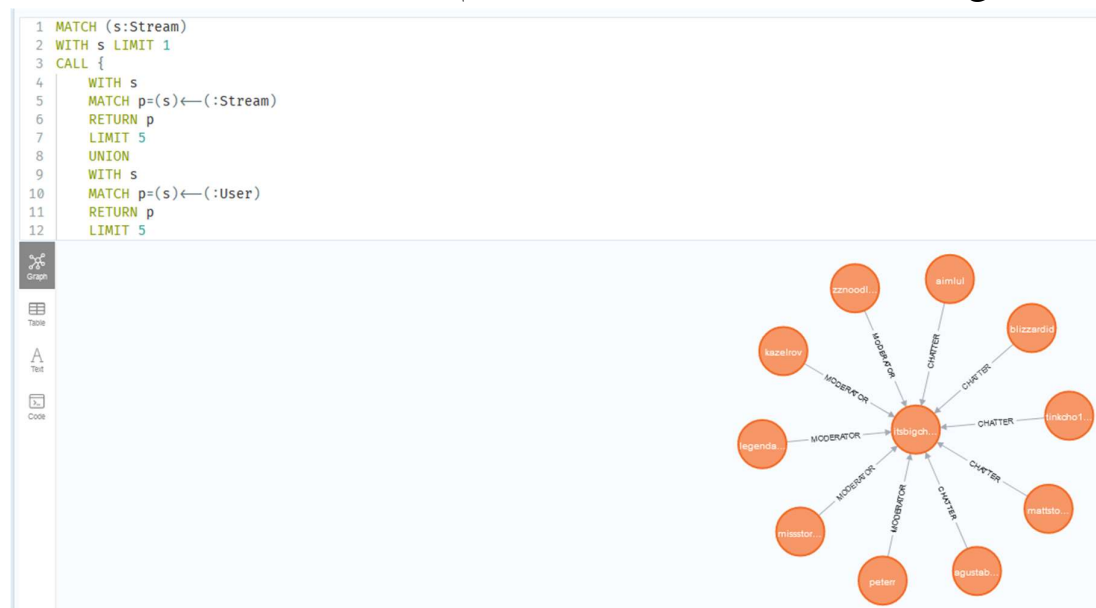 1 MATCH (s:Stream)
2 WITH s LIMIT 1
3 CALL {
4 WITH s
5 MATCH p=(s)<--(:Stream)
6 RETURN p
7 LIMIT 5
8 UNION
9 WITH s
10 MATCH p=(s)<--(:User)
11 RETURN p
12 LIMIT 5
Graph
Table
A
Text
Code
zznoodl...
aimlul
blizzardid
kazelrov
MODERATOR
CHATTER
CHATTER
MODERATOR
tinkcho1...
CHATTER
itsbigch...
legenda...
MODERATOR
CHATTER
MODERATOR
MODERATOR
CHATTER
mattsto...
missstor...
peterr
agustab...